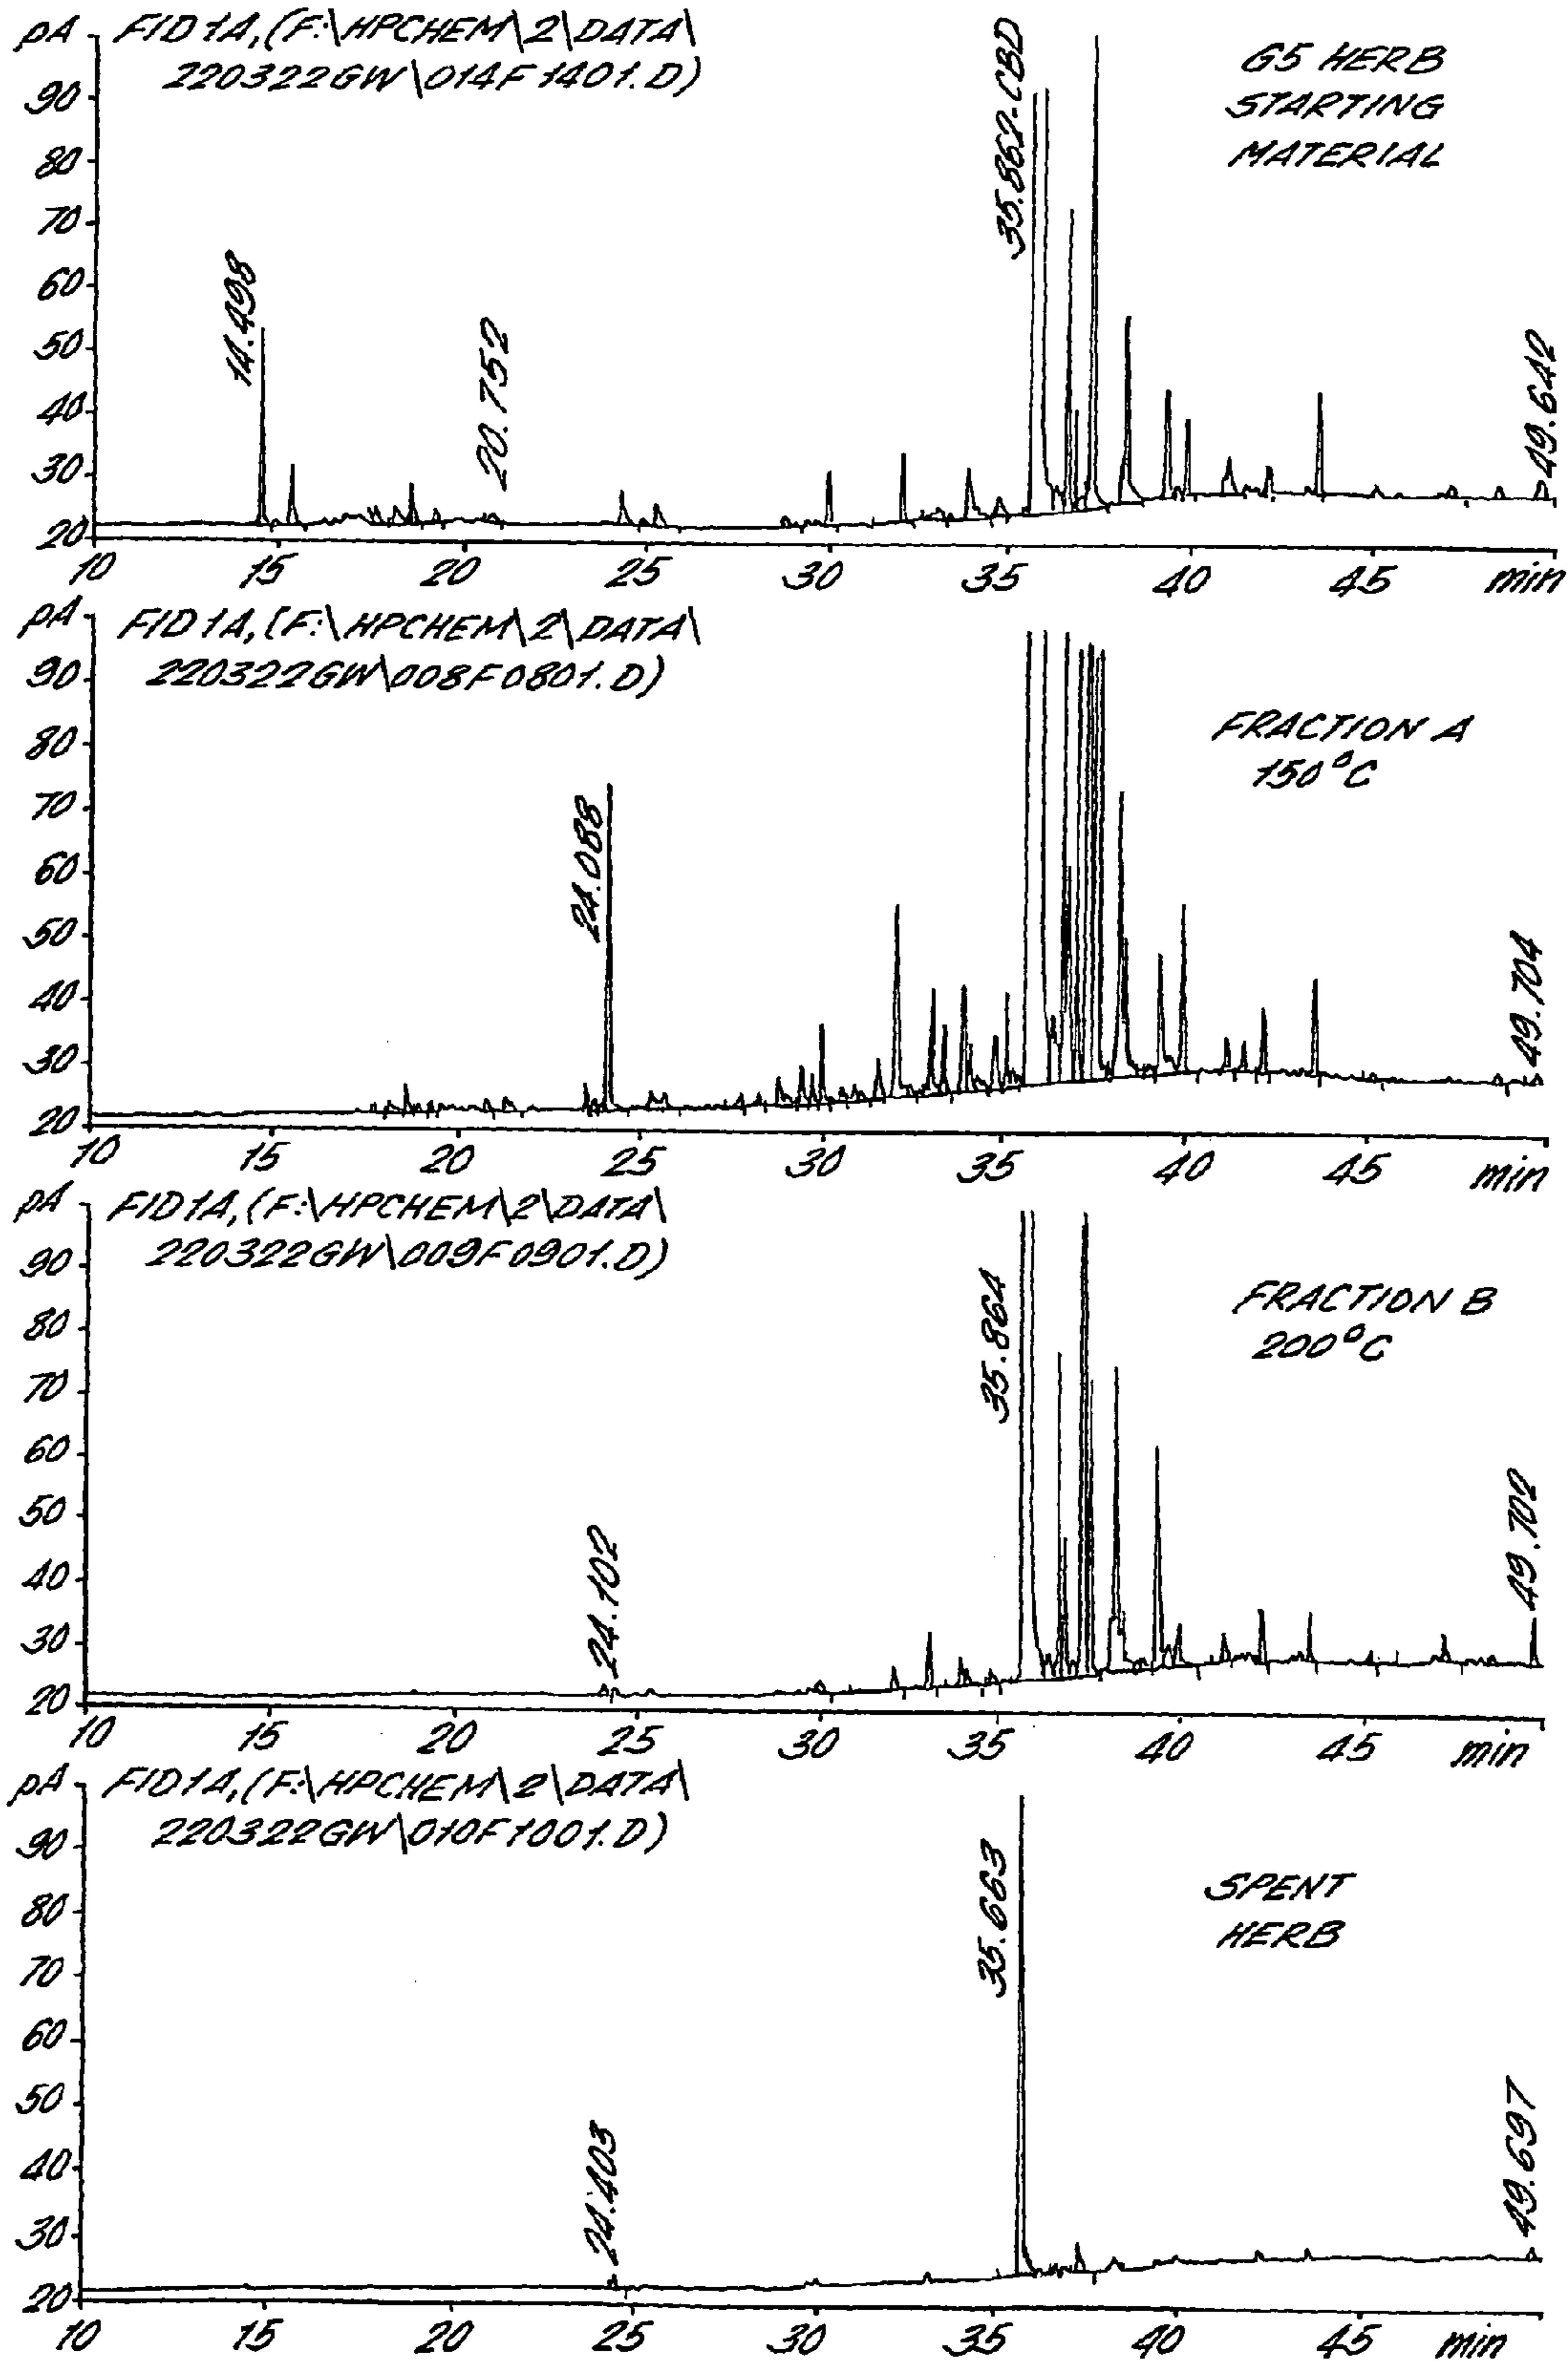 pA FID1A,(F:\HPCHEM\2\DATA\
220322GW\014F1401.D)
G5 HERB
STARTING
MATERIAL
90
80
70
60
50
40
30
20
14.498
20.752
35.862-CBD
49.642
10 15 20 25 30 35 40 45 min
pA FID1A,(F:\HPCHEM\2\DATA\
220322GW\008F0801.D)
FRACTION A
150°C
90
80
70
60
50
40
30
20
24.088
49.704
10 15 20 25 30 35 40 45 min
pA FID1A,(F:\HPCHEM\2\DATA\
220322GW\009F0901.D)
FRACTION B
200°C
90
80
70
60
50
40
30
20
24.102
35.864
49.702
10 15 20 25 30 35 40 45 min
pA FID1A,(F:\HPCHEM\2\DATA\
220322GW\010F1001.D)
SPENT
HERB
90
80
70
60
50
40
30
20
24.403
35.663
49.697
10 15 20 25 30 35 40 45 min